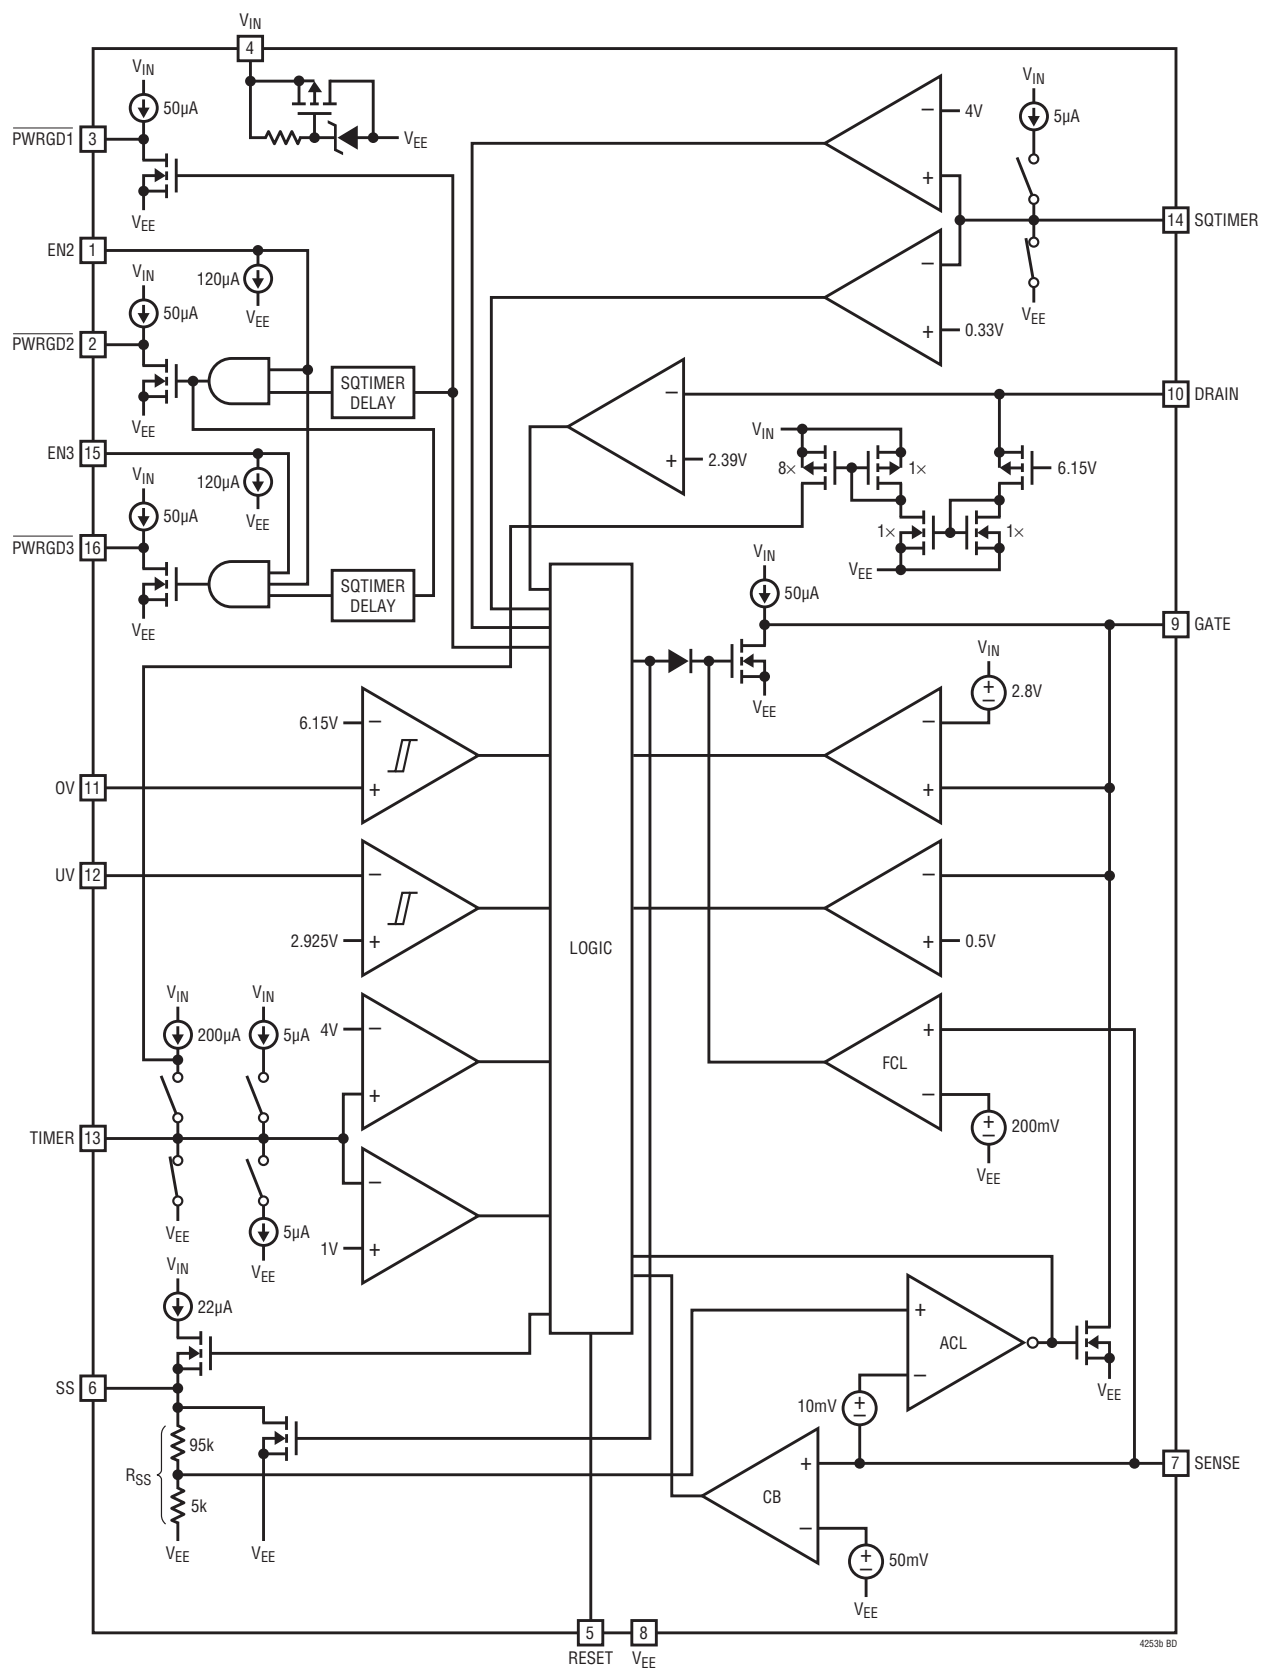 VIN
4
VIN
50µA
PWRGD1
3
VEE
VEE
EN2
1
120µA
VEE
VIN
50µA
PWRGD2
2
VEE
SQTIMER
DELAY
EN3
15
120µA
VEE
VIN
50µA
PWRGD3
16
VEE
SQTIMER
DELAY
−
4V
+
VIN
5µA
14
SQTIMER
−
+
0.33V
VEE
−
+
2.39V
10
DRAIN
VIN
8×
1×
6.15V
1×
1×
VEE
VIN
50µA
9
GATE
VEE
6.15V
−
+
OV
11
UV
12
−
2.925V
+
LOGIC
VIN
+
−
2.8V
−
+
−
+
0.5V
VIN
200µA
VIN
5µA
4V
−
+
TIMER
13
VEE
5µA
VEE
−
1V
+
+
FCL
−
+
−
200mV
VEE
VIN
22µA
SS
6
RSS
95k
5k
VEE
VEE
+
ACL
−
VEE
10mV
+
−
7
SENSE
+
CB
−
+
−
50mV
VEE
5
RESET
8
VEE
4253b BD